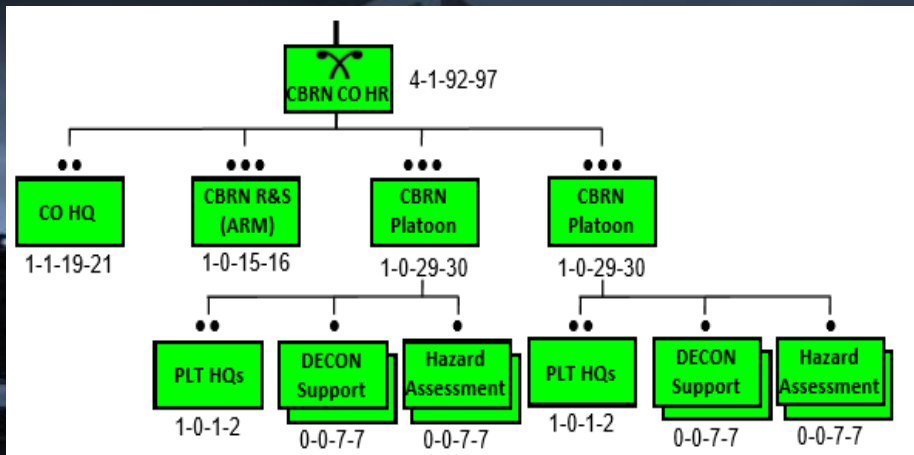 CBRN CO HR
4-1-92-97
CO HQ
1-1-19-21
CBRN R&S
(ARM)
1-0-15-16
CBRN
Platoon
1-0-29-30
CBRN
Platoon
1-0-29-30
PLT HQs
1-0-1-2
DECON
Support
0-0-7-7
Hazard
Assessment
0-0-7-7
PLT HQs
1-0-1-2
DECON
Support
0-0-7-7
Hazard
Assessment
0-0-7-7